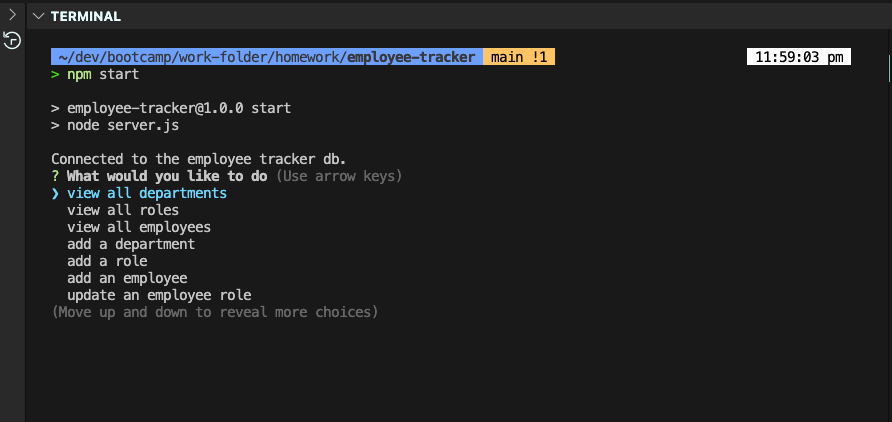 TERMINAL
~/dev/bootcamp/work-folder/homework/employee-tracker main !1 11:59:03 pm
> npm start
> employee-tracker@1.0.0 start
> node server.js
Connected to the employee tracker db.
? What would you like to do (Use arrow keys)
❯ view all departments
view all roles
view all employees
add a department
add a role
add an employee
update an employee role
(Move up and down to reveal more choices)